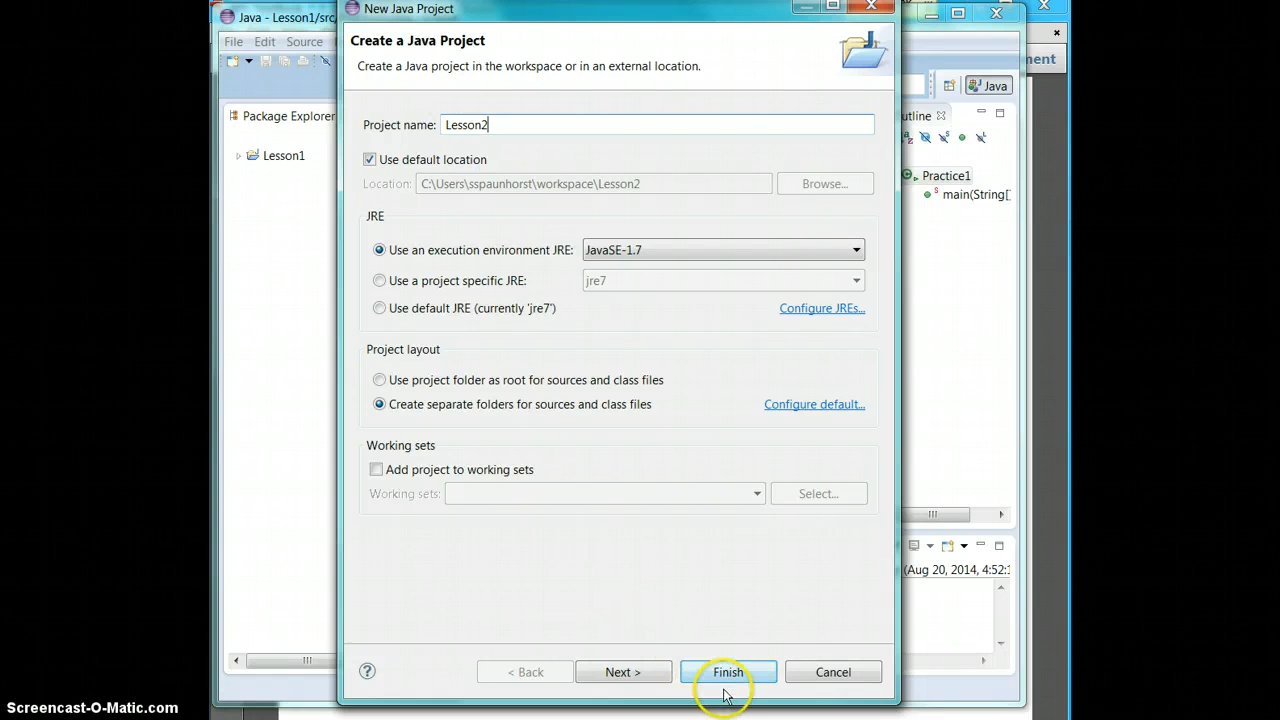 New Java Project
Java - Lesson1/src/
File Edit Source
Create a Java Project
Create a Java project in the workspace or in an external location.
ment
Java
Package Explorer
Project name: Lesson2
utline
Use default location
Lesson1
Location: C:\Users\sspaunhorst\workspace\Lesson2 Browse...
Practice1
main(String[]
JRE
Use an execution environment JRE: JavaSE-1.7
Use a project specific JRE: jre7
Use default JRE (currently 'jre7') Configure JREs...
Project layout
Use project folder as root for sources and class files
Create separate folders for sources and class files Configure default...
Working sets
Add project to working sets
Working sets: Select...
(Aug 20, 2014, 4:52:1
< Back Next > Finish Cancel
Screencast-O-Matic.com